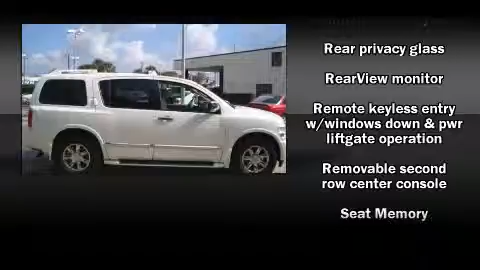 Rear privacy glass
RearView monitor
Remote keyless entry
w/windows down & pwr
liftgate operation
Removable second
row center console
Seat Memory